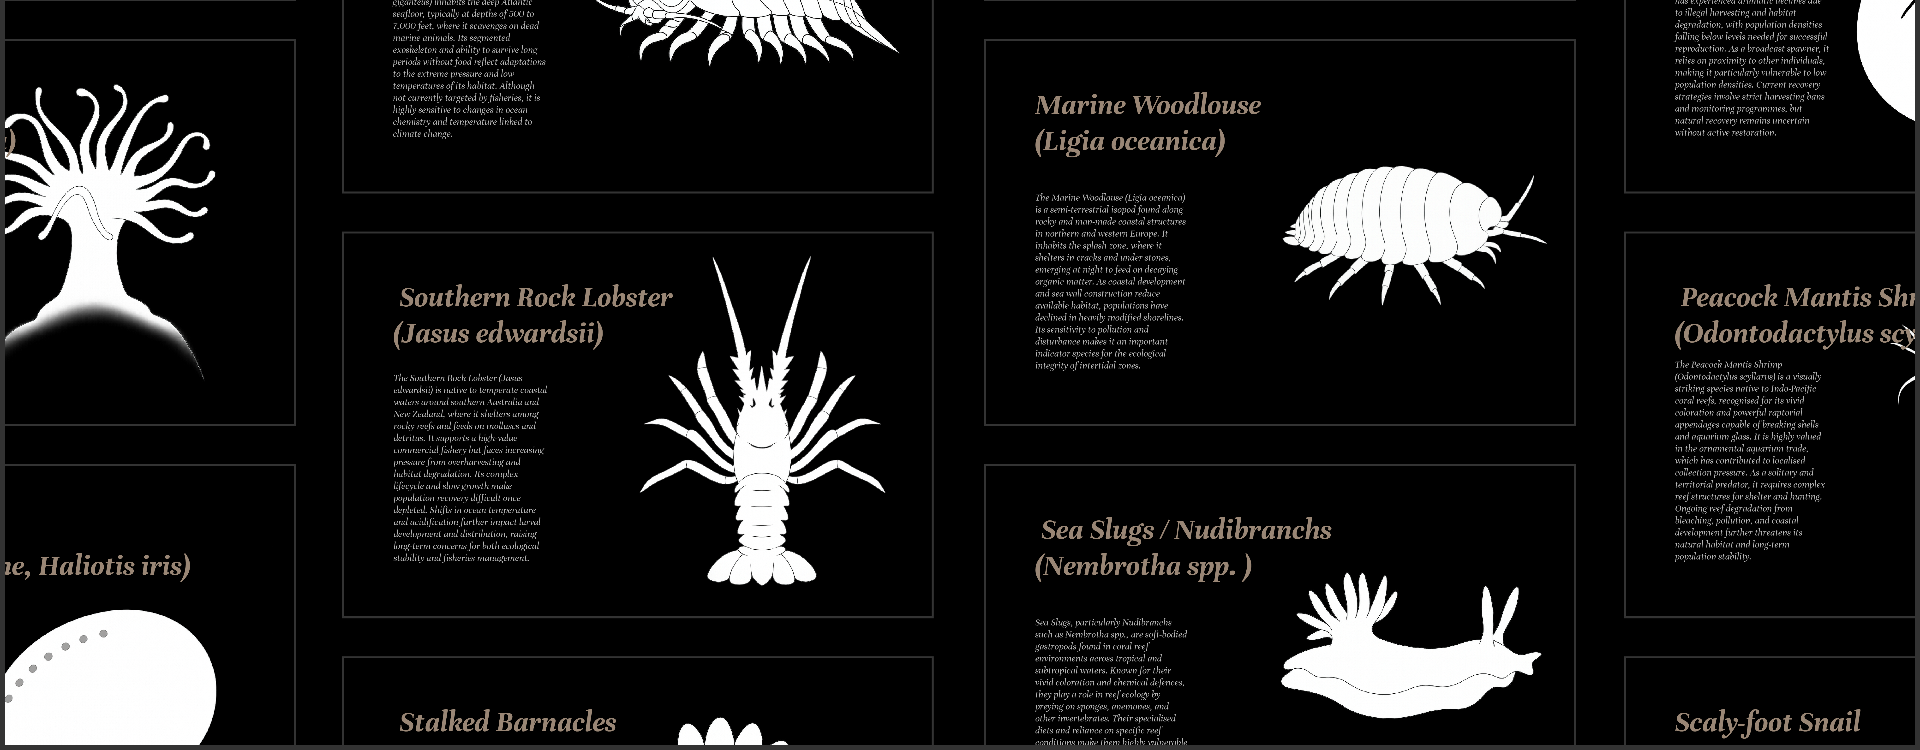 )
ne, Haliotis iris)
giganteus) inhabits the deep Atlantic
seafloor, typically at depths of 500 to
7,000 feet, where it scavenges on dead
marine animals. Its segmented
exoskeleton and ability to survive long
periods without food reflect adaptations
to the extreme pressure and low
temperatures of its habitat. Although
not currently targeted by fisheries, it is
highly sensitive to changes in ocean
chemistry and temperature linked to
climate change.
Southern Rock Lobster
(Jasus edwardsii)
The Southern Rock Lobster (Jasus
edwardsii) is native to temperate coastal
waters around southern Australia and
New Zealand, where it shelters among
rocky reefs and feeds on molluscs and
detritus. It supports a high-value
commercial fishery but faces increasing
pressure from overharvesting and
habitat degradation. Its complex
lifecycle and slow growth make
population recovery difficult once
depleted. Shifts in ocean temperature
and acidification further impact larval
development and distribution, raising
long-term concerns for both ecological
stability and fisheries management.
Stalked Barnacles
Marine Woodlouse
(Ligia oceanica)
The Marine Woodlouse (Ligia oceanica)
is a semi-terrestrial isopod found along
rocky and man-made coastal structures
in northern and western Europe. It
inhabits the splash zone, where it
shelters in cracks and under stones,
emerging at night to feed on decaying
organic matter. As coastal development
and sea wall construction reduce
available habitat, populations have
declined in heavily modified shorelines.
Its sensitivity to pollution and
disturbance makes it an important
indicator species for the ecological
integrity of intertidal zones.
Sea Slugs / Nudibranchs
(Nembrotha spp. )
Sea Slugs, particularly Nudibranchs
such as Nembrotha spp., are soft-bodied
gastropods found in coral reef
environments across tropical and
subtropical waters. Known for their
vivid coloration and chemical defences,
they play a role in reef ecology by
preying on sponges, anemones, and
other invertebrates. Their specialised
diets and reliance on specific reef
conditions make them highly vulnerable
has experienced dramatic declines due
to illegal harvesting and habitat
degradation, with population densities
falling below levels needed for successful
reproduction. As a broadcast spawner, it
relies on proximity to other individuals,
making it particularly vulnerable to low
population densities. Current recovery
strategies involve strict harvesting bans
and monitoring programmes, but
natural recovery remains uncertain
without active restoration.
Peacock Mantis Shr
(Odontodactylus scy
The Peacock Mantis Shrimp
(Odontodactylus scyllarus) is a visually
striking species native to Indo-Pacific
coral reefs, recognised for its vivid
coloration and powerful raptorial
appendages capable of breaking shells
and aquarium glass. It is highly valued
in the ornamental aquarium trade,
which has contributed to localised
collection pressure. As a solitary and
territorial predator, it requires complex
reef structures for shelter and hunting.
Ongoing reef degradation from
bleaching, pollution, and coastal
development further threatens its
natural habitat and long-term
population stability.
Scaly-foot Snail